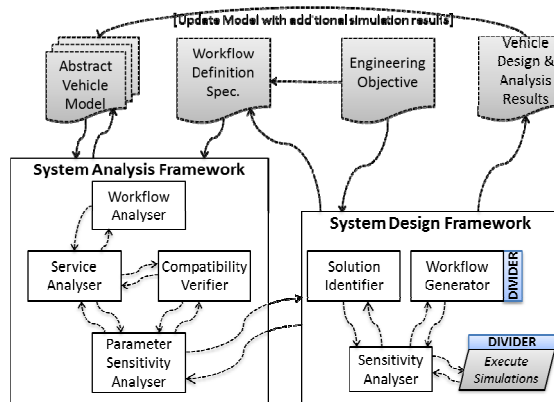 [Update Model with additional simulation results]
Abstract
Vehicle
Model
Workflow
Definition
Spec.
Engineering
Objective
Vehicle
Design &
Analysis
Results
System Analysis Framework
Workflow
Analyser
Service
Analyser
Compatibility
Verifier
Parameter
Sensitivity
Analyser
System Design Framework
Solution
Identifier
Workflow
Generator
DIVIDER
Sensitivity
Analyser
DIVIDER
Execute
Simulations